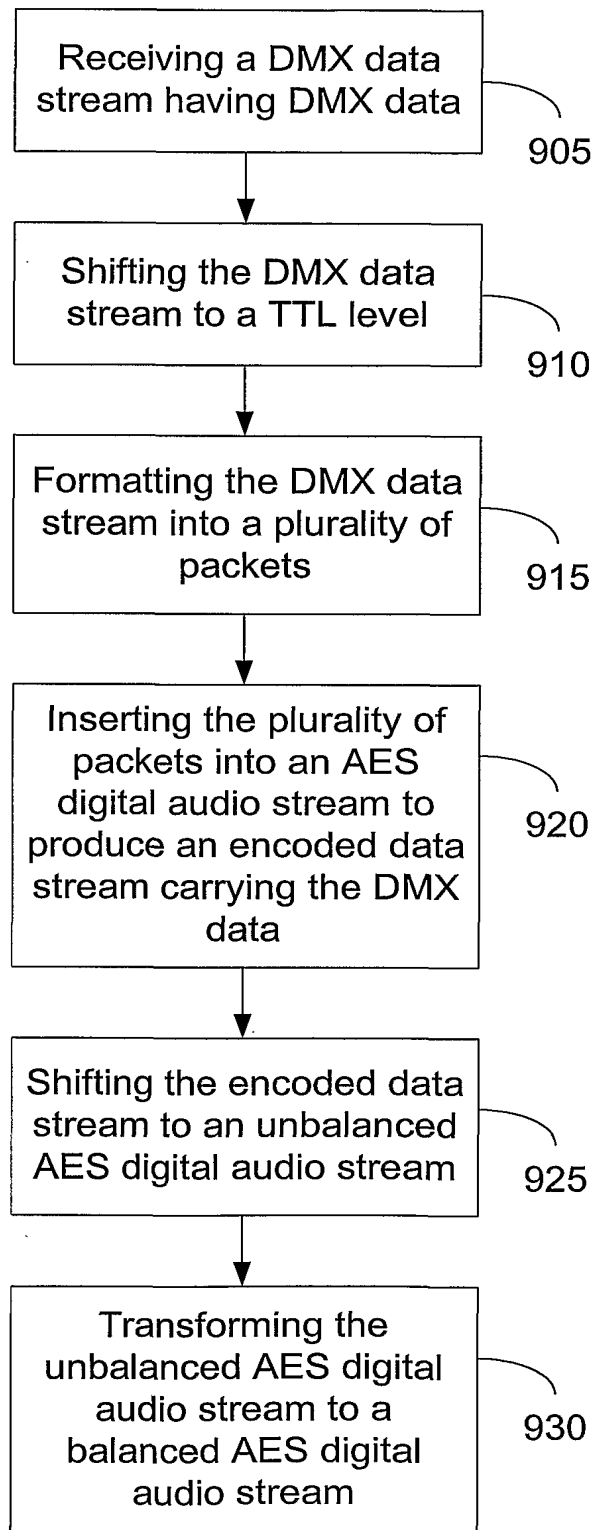 Receiving a DMX data
stream having DMX data
905
Shifting the DMX data
stream to a TTL level
910
Formatting the DMX data
stream into a plurality of
packets
915
Inserting the plurality of
packets into an AES
digital audio stream to
produce an encoded data
stream carrying the DMX
data
920
Shifting the encoded data
stream to an unbalanced
AES digital audio stream
925
Transforming the
unbalanced AES digital
audio stream to a
balanced AES digital
audio stream
930